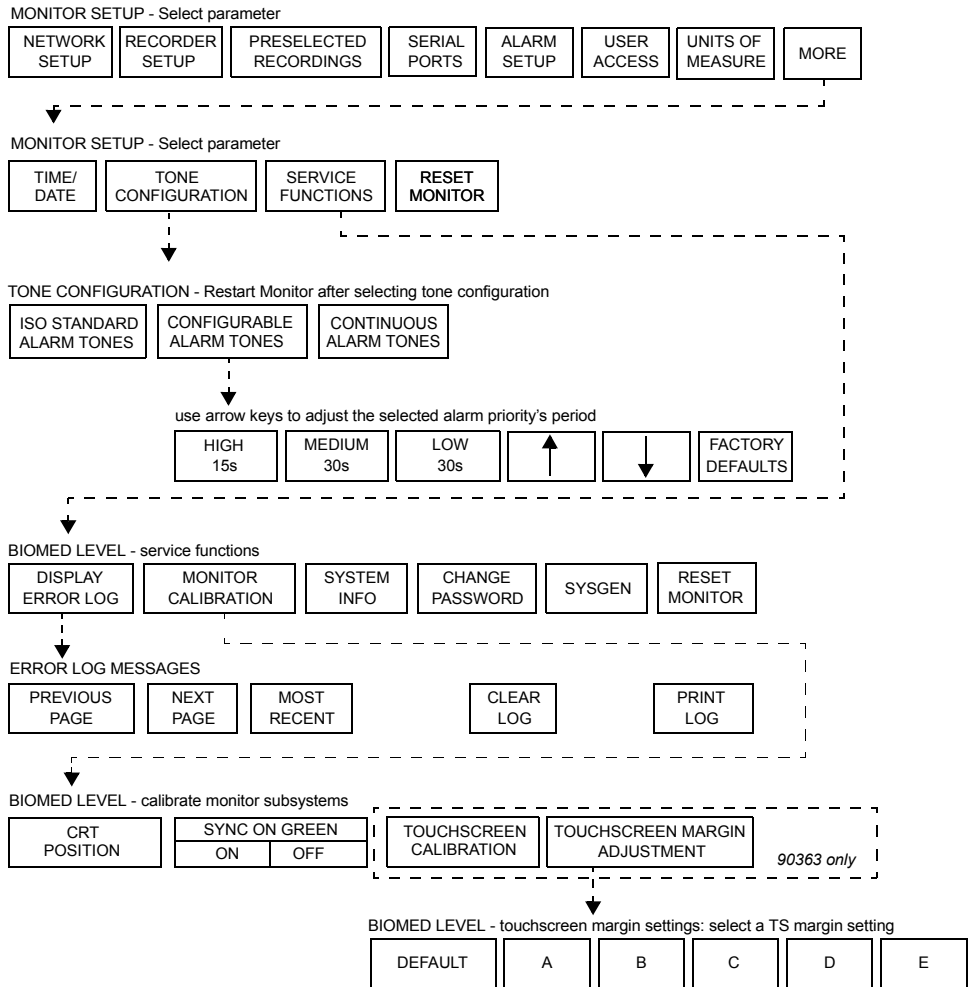 MONITOR SETUP - Select parameter
NETWORK SETUP
RECORDER SETUP
PRESELECTED RECORDINGS
SERIAL PORTS
ALARM SETUP
USER ACCESS
UNITS OF MEASURE
MORE
MONITOR SETUP - Select parameter
TIME/ DATE
TONE CONFIGURATION
SERVICE FUNCTIONS
RESET MONITOR
TONE CONFIGURATION - Restart Monitor after selecting tone configuration
ISO STANDARD ALARM TONES
CONFIGURABLE ALARM TONES
CONTINUOUS ALARM TONES
use arrow keys to adjust the selected alarm priority's period
HIGH 15s
MEDIUM 30s
LOW 30s
FACTORY DEFAULTS
BIOMED LEVEL - service functions
DISPLAY ERROR LOG
MONITOR CALIBRATION
SYSTEM INFO
CHANGE PASSWORD
SYSGEN
RESET MONITOR
ERROR LOG MESSAGES
PREVIOUS PAGE
NEXT PAGE
MOST RECENT
CLEAR LOG
PRINT LOG
BIOMED LEVEL - calibrate monitor subsystems
CRT POSITION
SYNC ON GREEN
ON OFF
TOUCHSCREEN CALIBRATION
TOUCHSCREEN MARGIN ADJUSTMENT
90363 only
BIOMED LEVEL - touchscreen margin settings: select a TS margin setting
DEFAULT A B C D E